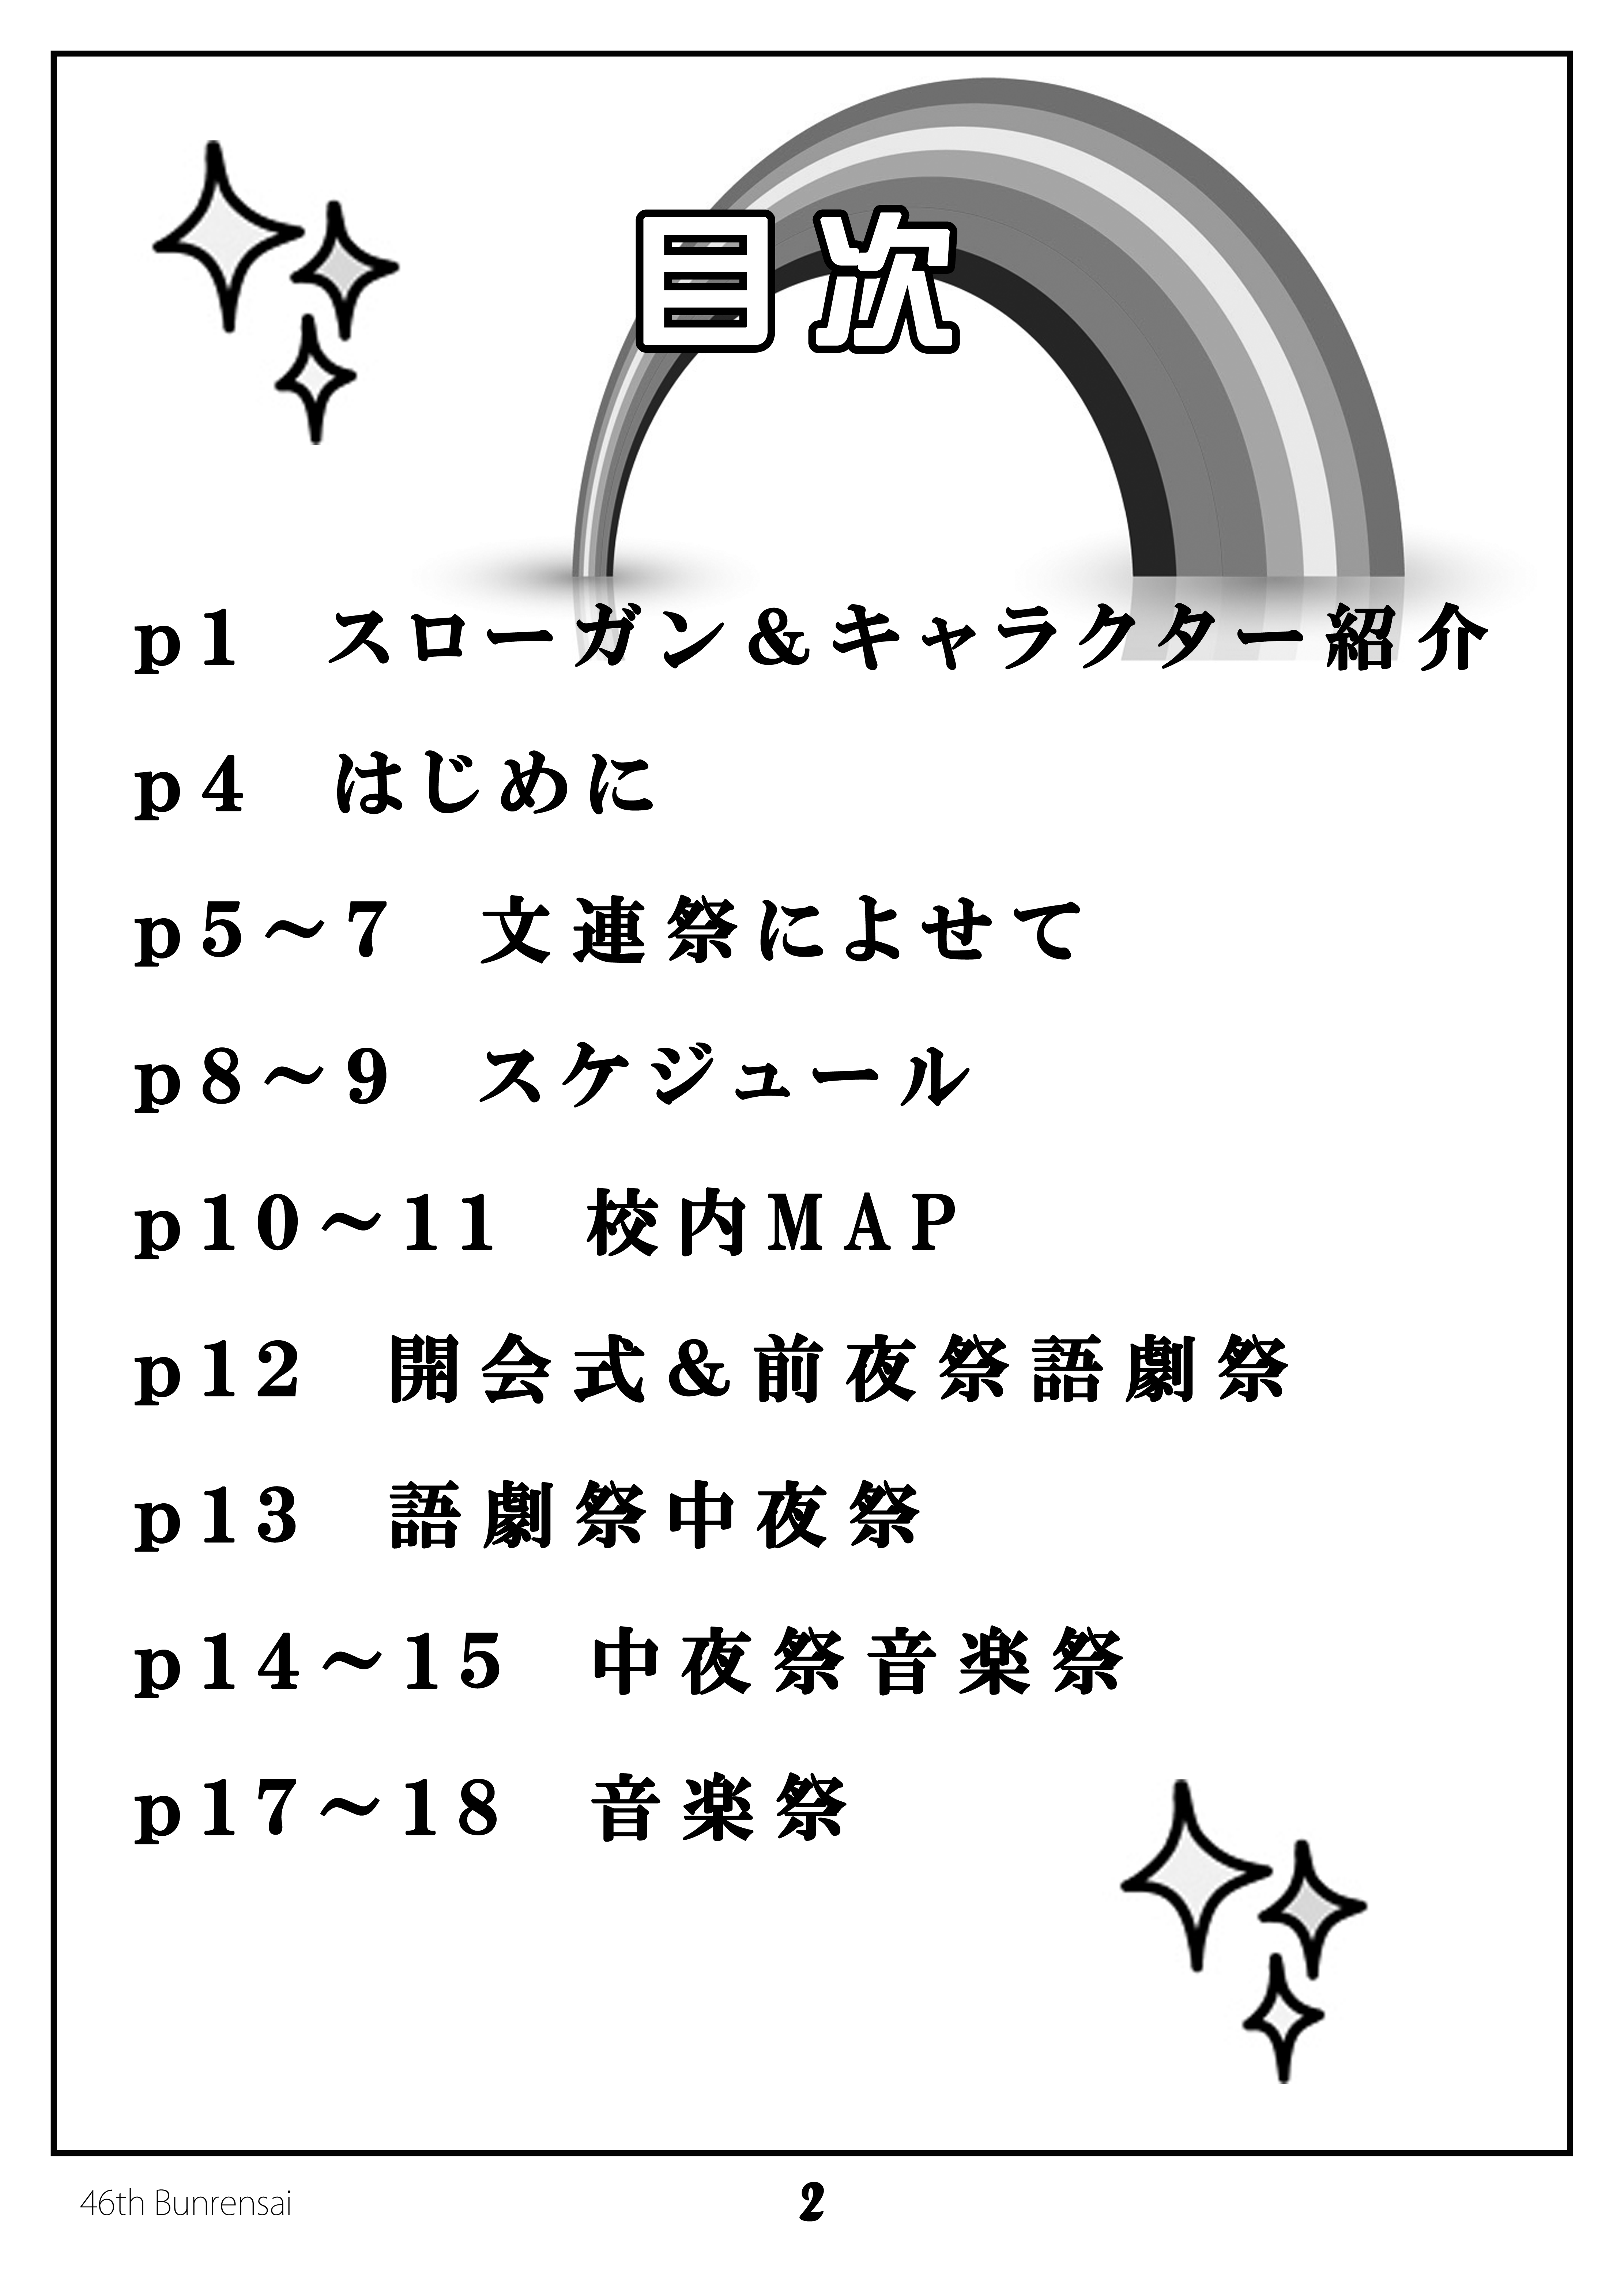 目次
p1　スローガン＆キャラクター紹介
p4　はじめに
p5～7　文連祭によせて
p8～9　スケジュール
p10～11　校内MAP
p12　開会式＆前夜祭語劇祭
p13　語劇祭中夜祭
p14～15　中夜祭音楽祭
p17～18　音楽祭
46th Bunrensai
2